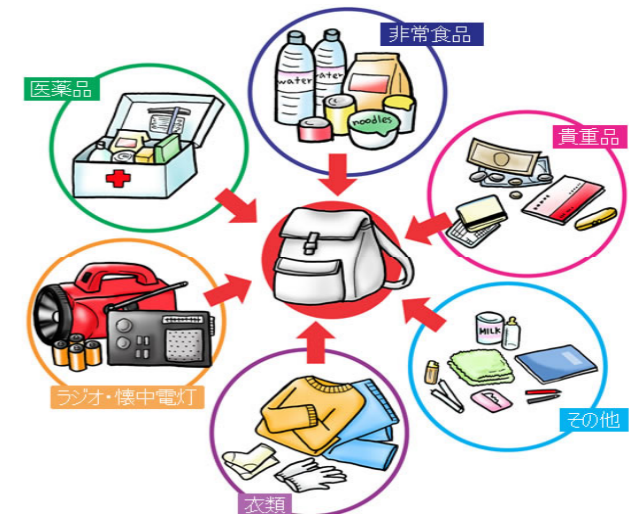 非常食品
water
water
noodles
医薬品
貴重品
ラジオ・懐中電灯
MILK
その他
衣類